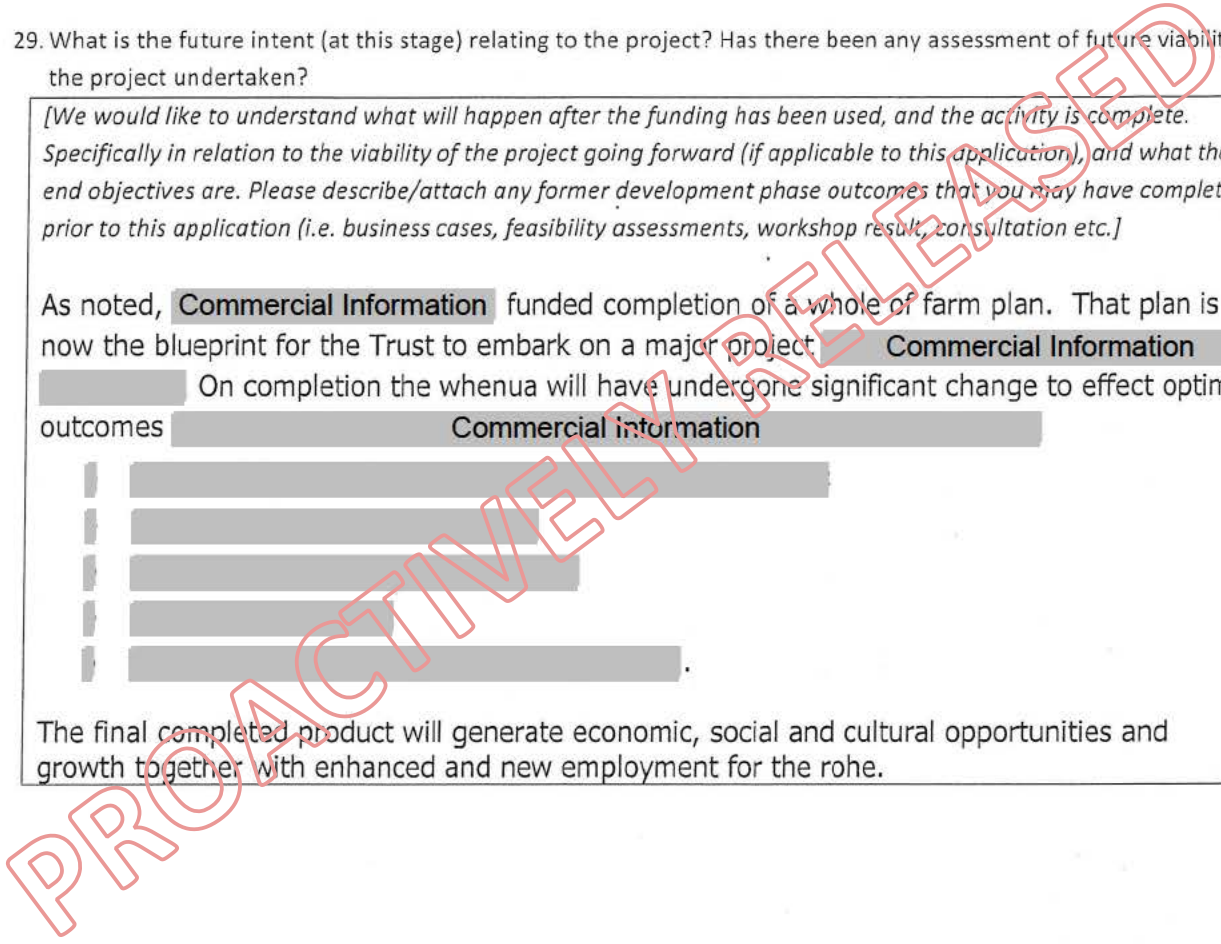 29. What is the future intent (at this stage) relating to the project? Has there been any assessment of future
the project undertaken?
[We would like to understand what will happen after the funding has been used, and the activity is complete.
Specifically in relation to the viability of the project going forward (if applicable to this application), and what
end objectives are. Please describe/attach any former development phase outcomes that you may have
prior to this application (i.e. business cases, feasibility assessments, workshop result, consultation etc.]
As noted, Commercial Information funded completion of a whole of farm plan. That plan is
now the blueprint for the Trust to embark on a major project Commercial Information
On completion the whenua will have undergone significant change to effect
outcomes Commercial Information
.
The final completed product will generate economic, social and cultural opportunities and
growth together with enhanced and new employment for the rohe.
PROACTIVELY RELEASED